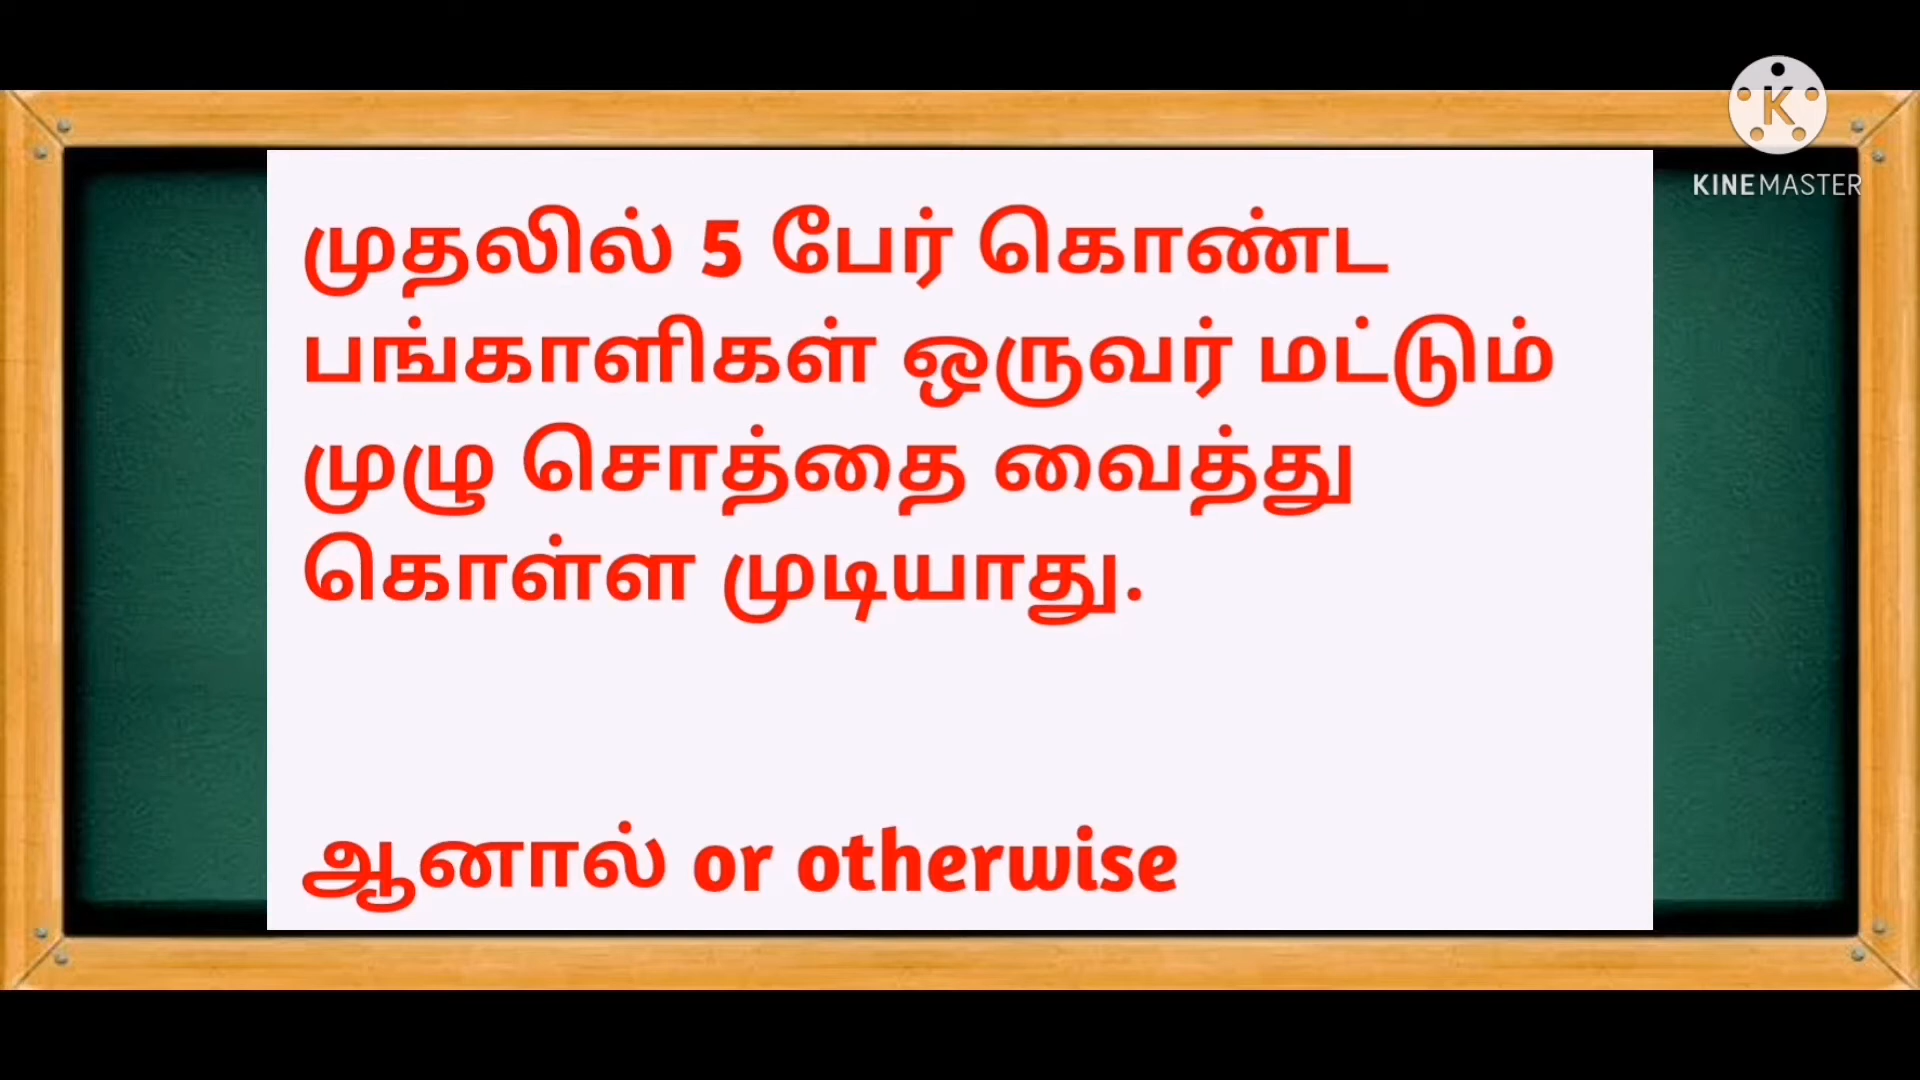 K
KINEMASTER
முதலில் 5 பேர் கொண்ட
பங்காளிகள் ஒருவர் மட்டும்
முழு சொத்தை வைத்து
கொள்ள முடியாது.
ஆனால் or otherwise